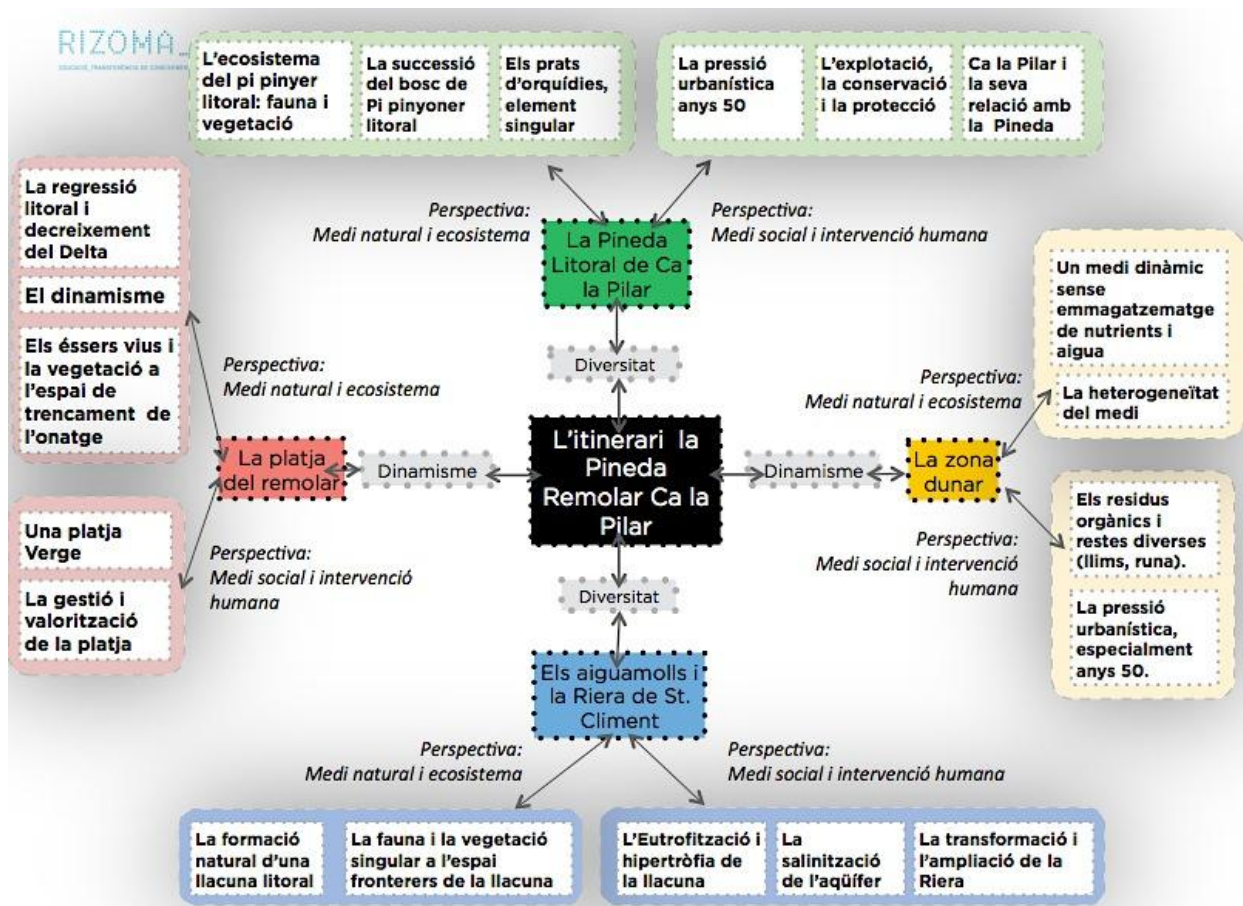 RIZOMA_
L'ecosistema
del pi pinyer
litoral: fauna i
vegetació
La successió
del bosc de
Pi pinyoner
litoral
Els prats
d'orquídies,
element
singular
La pressió
urbanística
anys 50
L'explotació,
la conservació
i la protecció
Ca la Pilar i
la seva
relació amb
la Pineda
Perspectiva:
Medi natural i ecosistema
Perspectiva:
Medi social i intervenció humana
La Pineda
Litoral de Ca
la Pilar
Diversitat
La regressió
litoral i
decreixement
del Delta
El dinamisme
Els éssers vius i
la vegetació a
l'espai de
trencament de
l'onatge
Perspectiva:
Medi natural i ecosistema
Un medi dinàmic
sense
emmagatzematge
de nutrients i
aigua
La heterogeneïtat
del medi
Perspectiva:
Medi natural i ecosistema
La platja
del remolar
Dinamisme
L'itinerari la
Pineda
Remolar Ca la
Pilar
Dinamisme
La zona
dunar
Una platja
Verge
La gestió i
valorització
de la platja
Perspectiva:
Medi social i intervenció
humana
Perspectiva:
Medi social i intervenció
humana
Els residus
orgànics i
restes diverses
(llims, runa).
La pressió
urbanística,
especialment
anys 50.
Diversitat
Els aiguamolls i
la Riera de St.
Climent
Perspectiva:
Medi natural i ecosistema
Perspectiva:
Medi social i intervenció humana
La formació
natural d'una
llacuna litoral
La fauna i la vegetació
singular a l'espai
fronterers de la llacuna
L'Eutrofització i
hipertròfia de
la llacuna
La
salinització
de l'aqüífer
La transformació i
l'ampliació de la
Riera